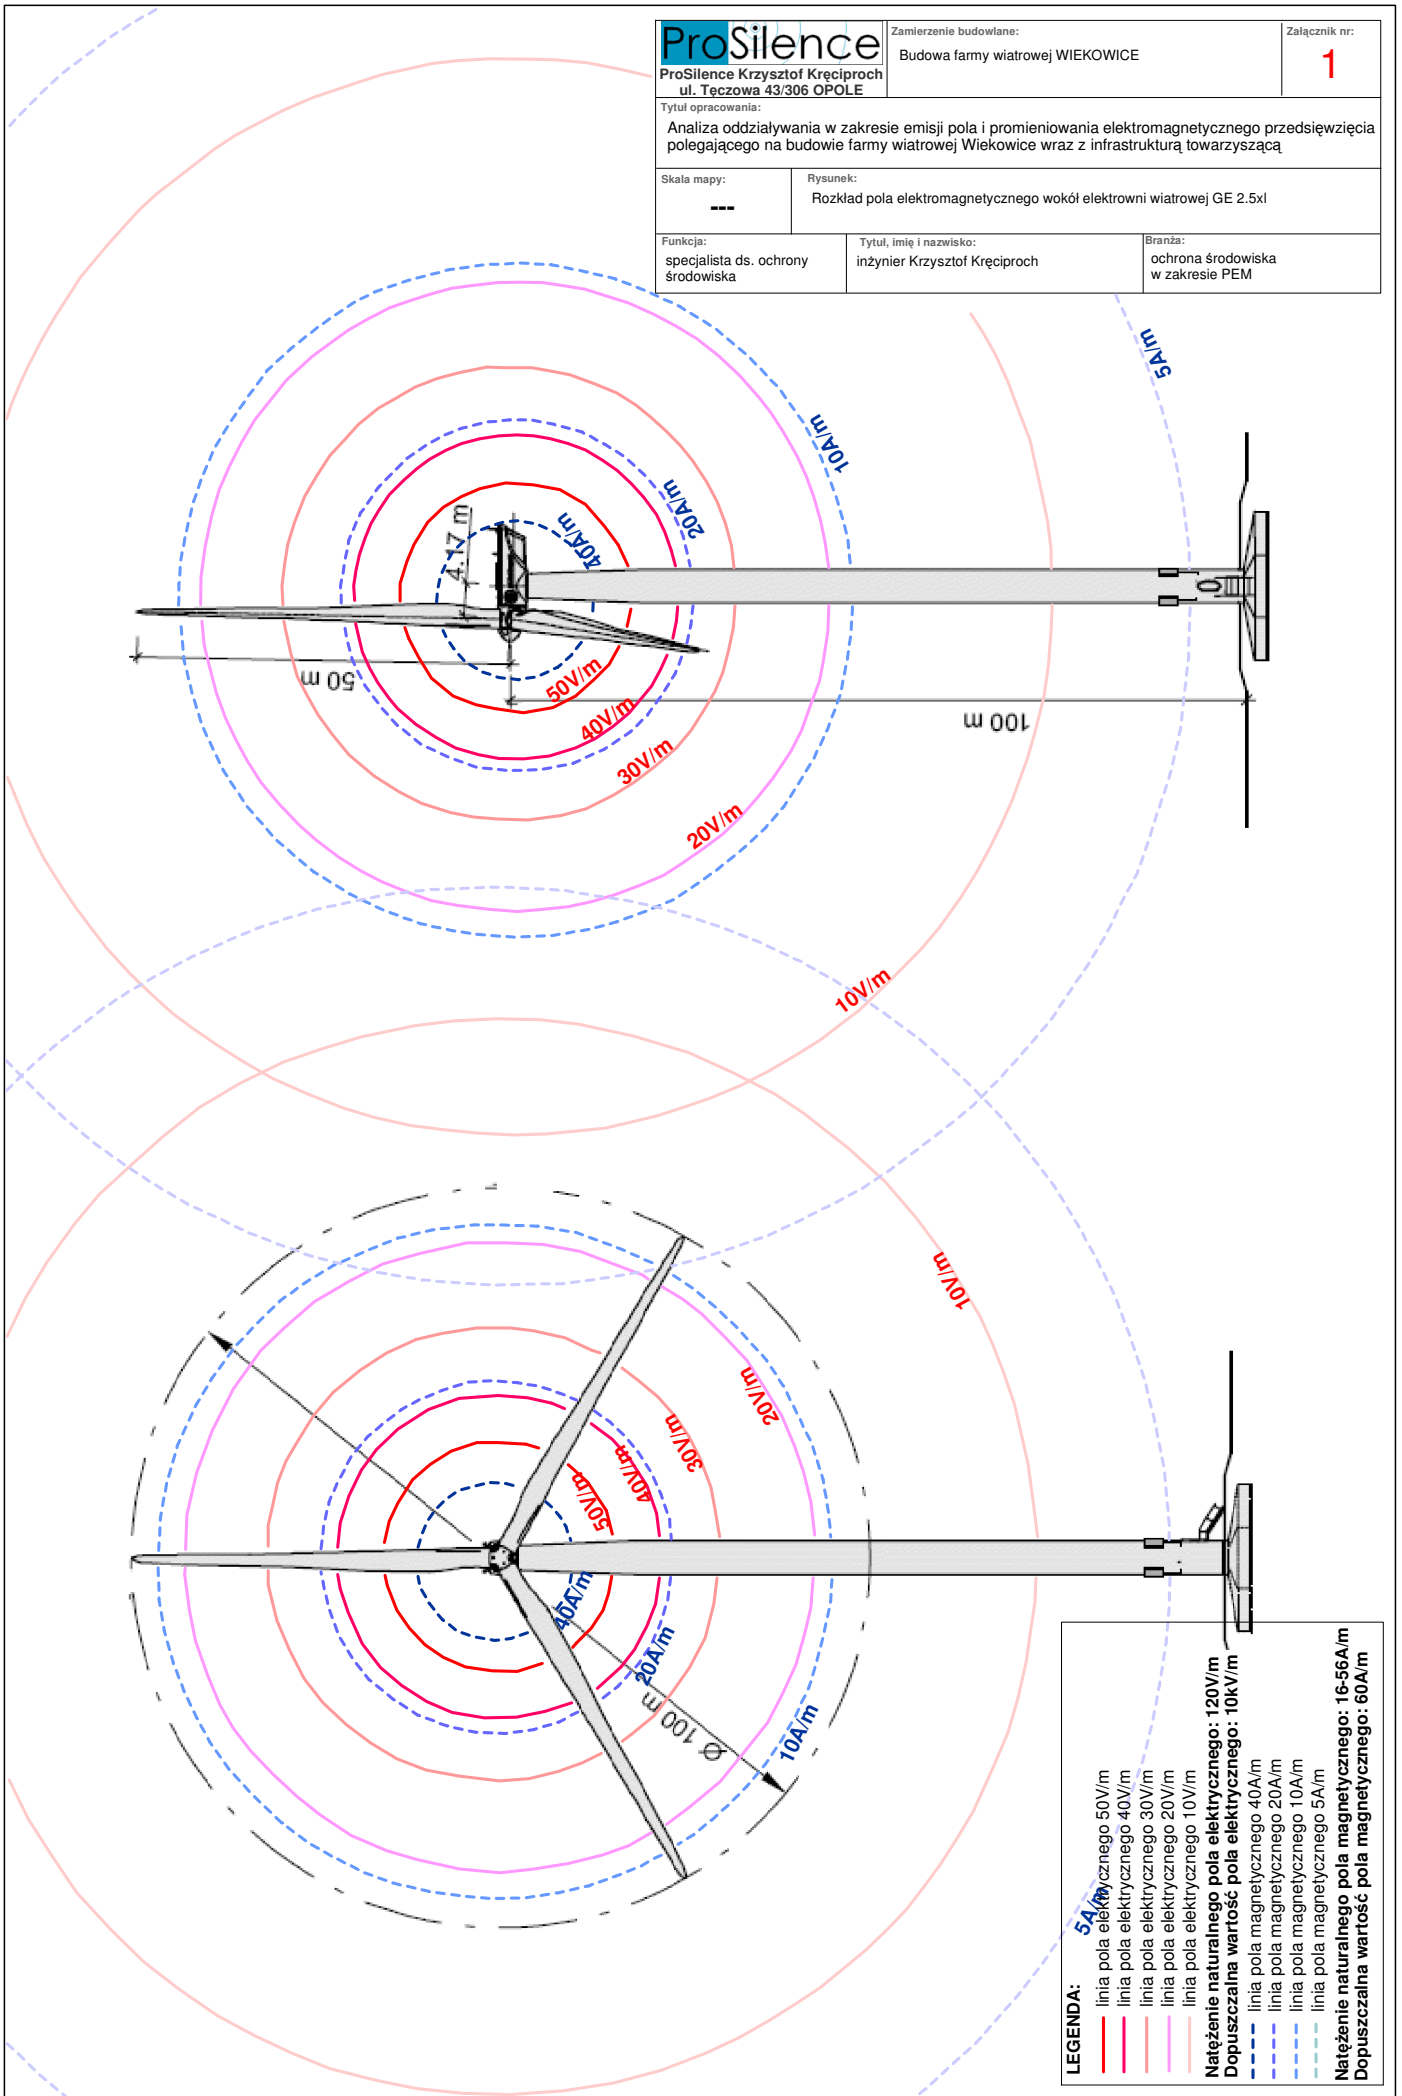 ProSilence
ProSilence Krzysztof Kręciproch
ul. Tęczowa 43/306 OPOLE
Zamierzenie budowlane:
Budowa farmy wiatrowej WIEKOWICE
Załącznik nr:
1
Tytuł opracowania:
Analiza oddziaływania w zakresie emisji pola i promieniowania elektromagnetycznego przedsięwzięcia
polegającego na budowie farmy wiatrowej Wiekowice wraz z infrastrukturą towarzyszącą
Skala mapy:
---
Rysunek:
Rozkład pola elektromagnetycznego wokół elektrowni wiatrowej GE 2.5xl
Funkcja:
specjalista ds. ochrony
środowiska
Tytuł, imię i nazwisko:
inżynier Krzysztof Kręciproch
Branża:
ochrona środowiska
w zakresie PEM
5A/m
10A/m
20A/m
40A/m
4.17 m
50 m
50V/m
40V/m
30V/m
20V/m
100 m
10V/m
10V/m
20V/m
30V/m
40V/m
50V/m
40A/m
20A/m
Ø 100 m
10A/m
5A/m
LEGENDA:
linia pola elektrycznego 50V/m
linia pola elektrycznego 40V/m
linia pola elektrycznego 30V/m
linia pola elektrycznego 20V/m
linia pola elektrycznego 10V/m
Natężenie naturalnego pola elektrycznego: 120V/m
Dopuszczalna wartość pola elektrycznego: 10kV/m
linia pola magnetycznego 40A/m
linia pola magnetycznego 20A/m
linia pola magnetycznego 10A/m
linia pola magnetycznego 5A/m
Natężenie naturalnego pola magnetycznego: 16-56A/m
Dopuszczalna wartość pola magnetycznego: 60A/m